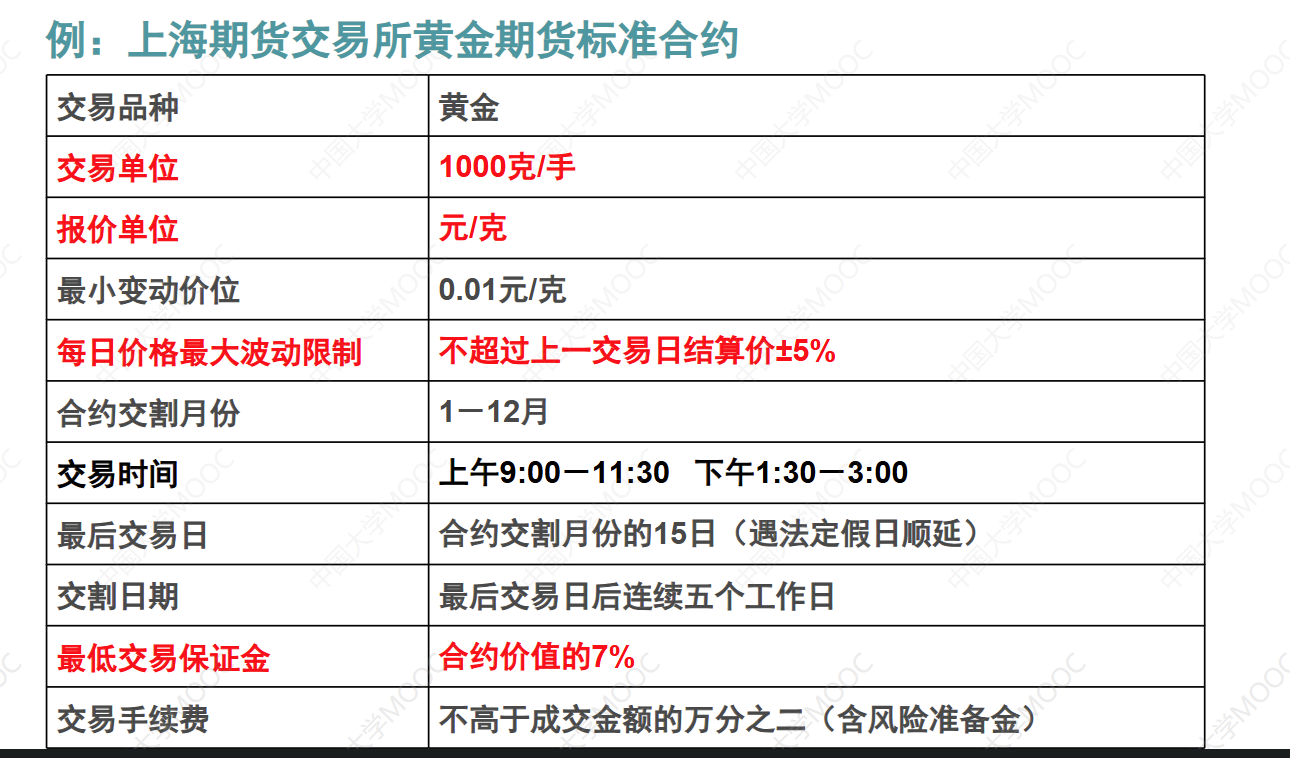 例：上海期货交易所黄金期货标准合约
交易品种 黄金
交易单位 1000克/手
报价单位 元/克
最小变动价位 0.01元/克
每日价格最大波动限制 不超过上一交易日结算价±5%
合约交割月份 1－12月
交易时间 上午9:00－11:30 下午1:30－3:00
最后交易日 合约交割月份的15日（遇法定假日顺延）
交割日期 最后交易日后连续五个工作日
最低交易保证金 合约价值的7%
交易手续费 不高于成交金额的万分之二（含风险准备金）
中国大学MOOC